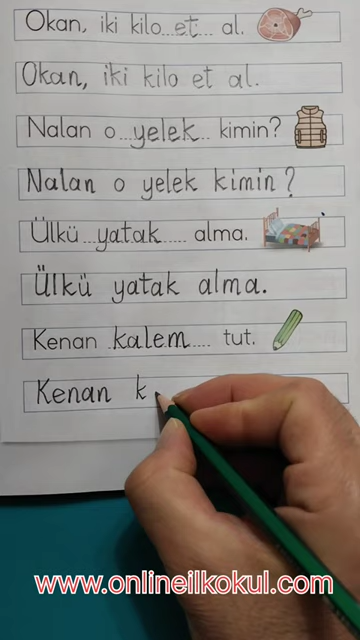 Okan, iki kilo...et... al.
Okan, iki kilo et al.
Nalan o...yelek... kimin?
Nalan o yelek kimin?
Ülkü...yatak..... alma.
Ülkü yatak alma.
Kenan ..kalem.... tut.
Kenan k
www.onlineilkokul.com